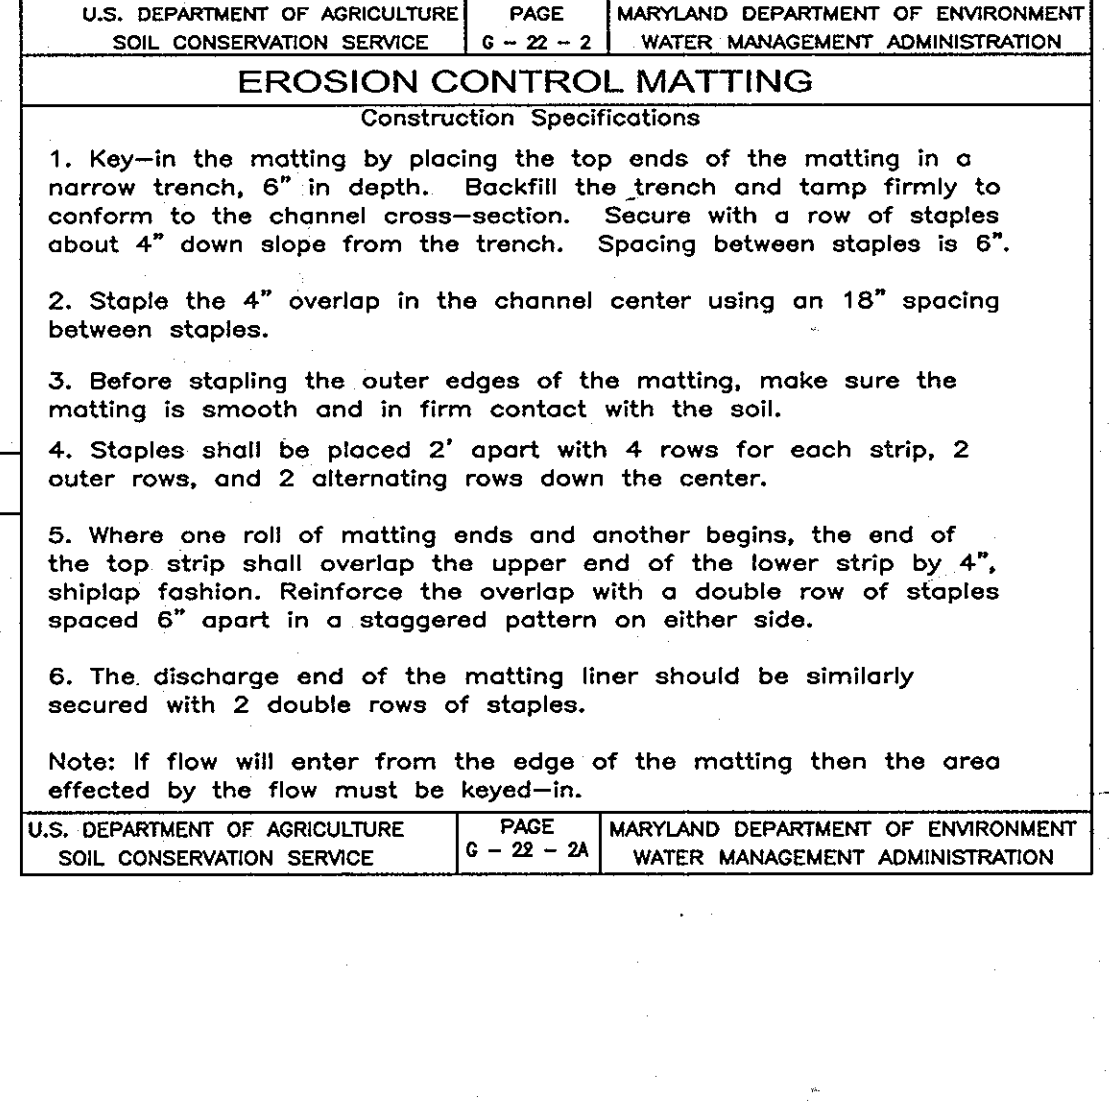 U.S. DEPARTMENT OF AGRICULTURE PAGE MARYLAND DEPARTMENT OF ENVIRONMENT
SOIL CONSERVATION SERVICE G - 22 - 2 WATER MANAGEMENT ADMINISTRATION
EROSION CONTROL MATTING
Construction Specifications
1. Key-in the matting by placing the top ends of the matting in a
narrow trench, 6" in depth. Backfill the trench and tamp firmly to
conform to the channel cross-section. Secure with a row of staples
about 4" down slope from the trench. Spacing between staples is 6".
2. Staple the 4" overlap in the channel center using an 18" spacing
between staples.
3. Before stapling the outer edges of the matting, make sure the
matting is smooth and in firm contact with the soil.
4. Staples shall be placed 2' apart with 4 rows for each strip, 2
outer rows, and 2 alternating rows down the center.
5. Where one roll of matting ends and another begins, the end of
the top strip shall overlap the upper end of the lower strip by 4",
shiplap fashion. Reinforce the overlap with a double row of staples
spaced 6" apart in a staggered pattern on either side.
6. The discharge end of the matting liner should be similarly
secured with 2 double rows of staples.
Note: If flow will enter from the edge of the matting then the area
effected by the flow must be keyed-in.
U.S. DEPARTMENT OF AGRICULTURE PAGE MARYLAND DEPARTMENT OF ENVIRONMENT
SOIL CONSERVATION SERVICE G - 22 - 2A WATER MANAGEMENT ADMINISTRATION